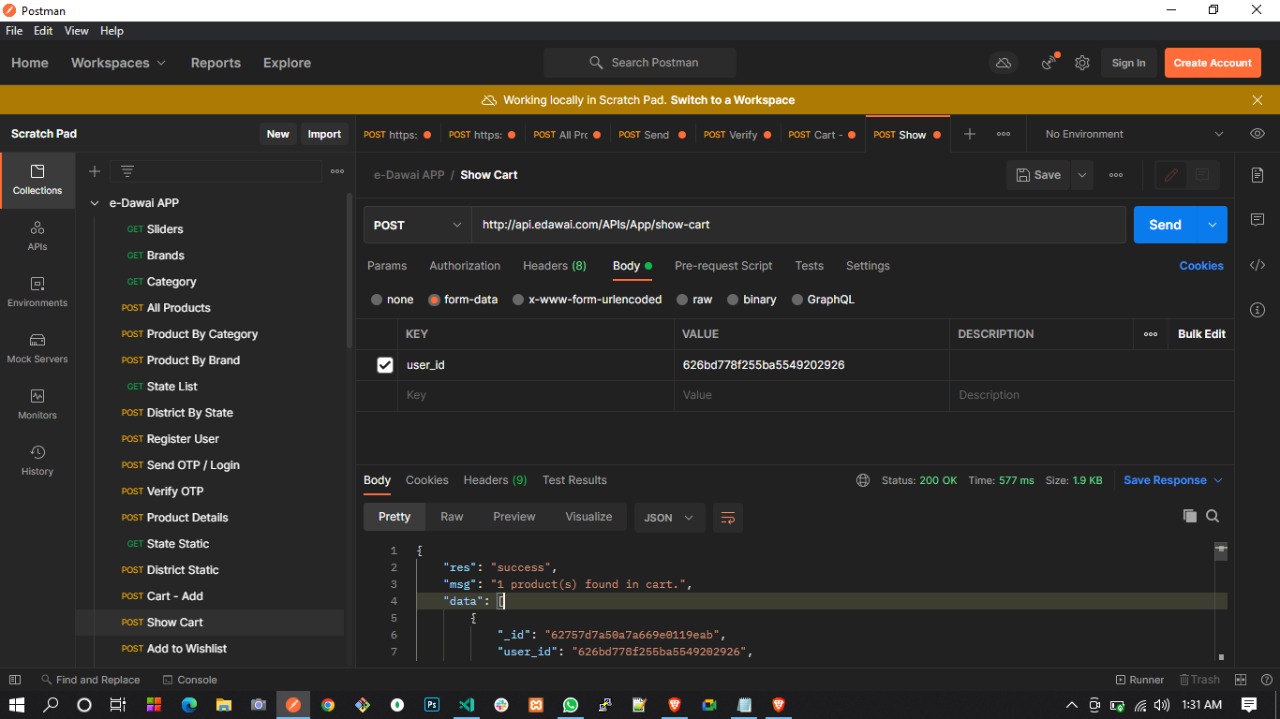 Postman
File Edit View Help
Home Workspaces Reports Explore Search Postman Sign In Create Account
Working locally in Scratch Pad. Switch to a Workspace
Scratch Pad New Import POST https: POST https: POST All Prc POST Send POST Verify POST Cart - POST Show No Environment
Collections
APIs
Environments
Mock Servers
Monitors
History
e-Dawai APP
GET Sliders
GET Brands
GET Category
POST All Products
POST Product By Category
POST Product By Brand
GET State List
POST District By State
POST Register User
POST Send OTP / Login
POST Verify OTP
POST Product Details
GET State Static
POST District Static
POST Cart - Add
POST Show Cart
POST Add to Wishlist
e-Dawai APP / Show Cart Save
POST http://api.edawai.com/APIs/App/show-cart Send
Params Authorization Headers (8) Body Pre-request Script Tests Settings Cookies
none form-data x-www-form-urlencoded raw binary GraphQL
KEY VALUE DESCRIPTION Bulk Edit
user_id 626bd778f255ba5549202926
Key Value Description
Body Cookies Headers (9) Test Results Status: 200 OK Time: 577 ms Size: 1.9 KB Save Response
Pretty Raw Preview Visualize JSON
1 {
2 "res": "success",
3 "msg": "1 product(s) found in cart.",
4 "data": [
5 {
6 "_id": "62757d7a50a7a669e0119eab",
7 "user_id": "626bd778f255ba5549202926",
Find and Replace Console Runner Trash
1:31 AM